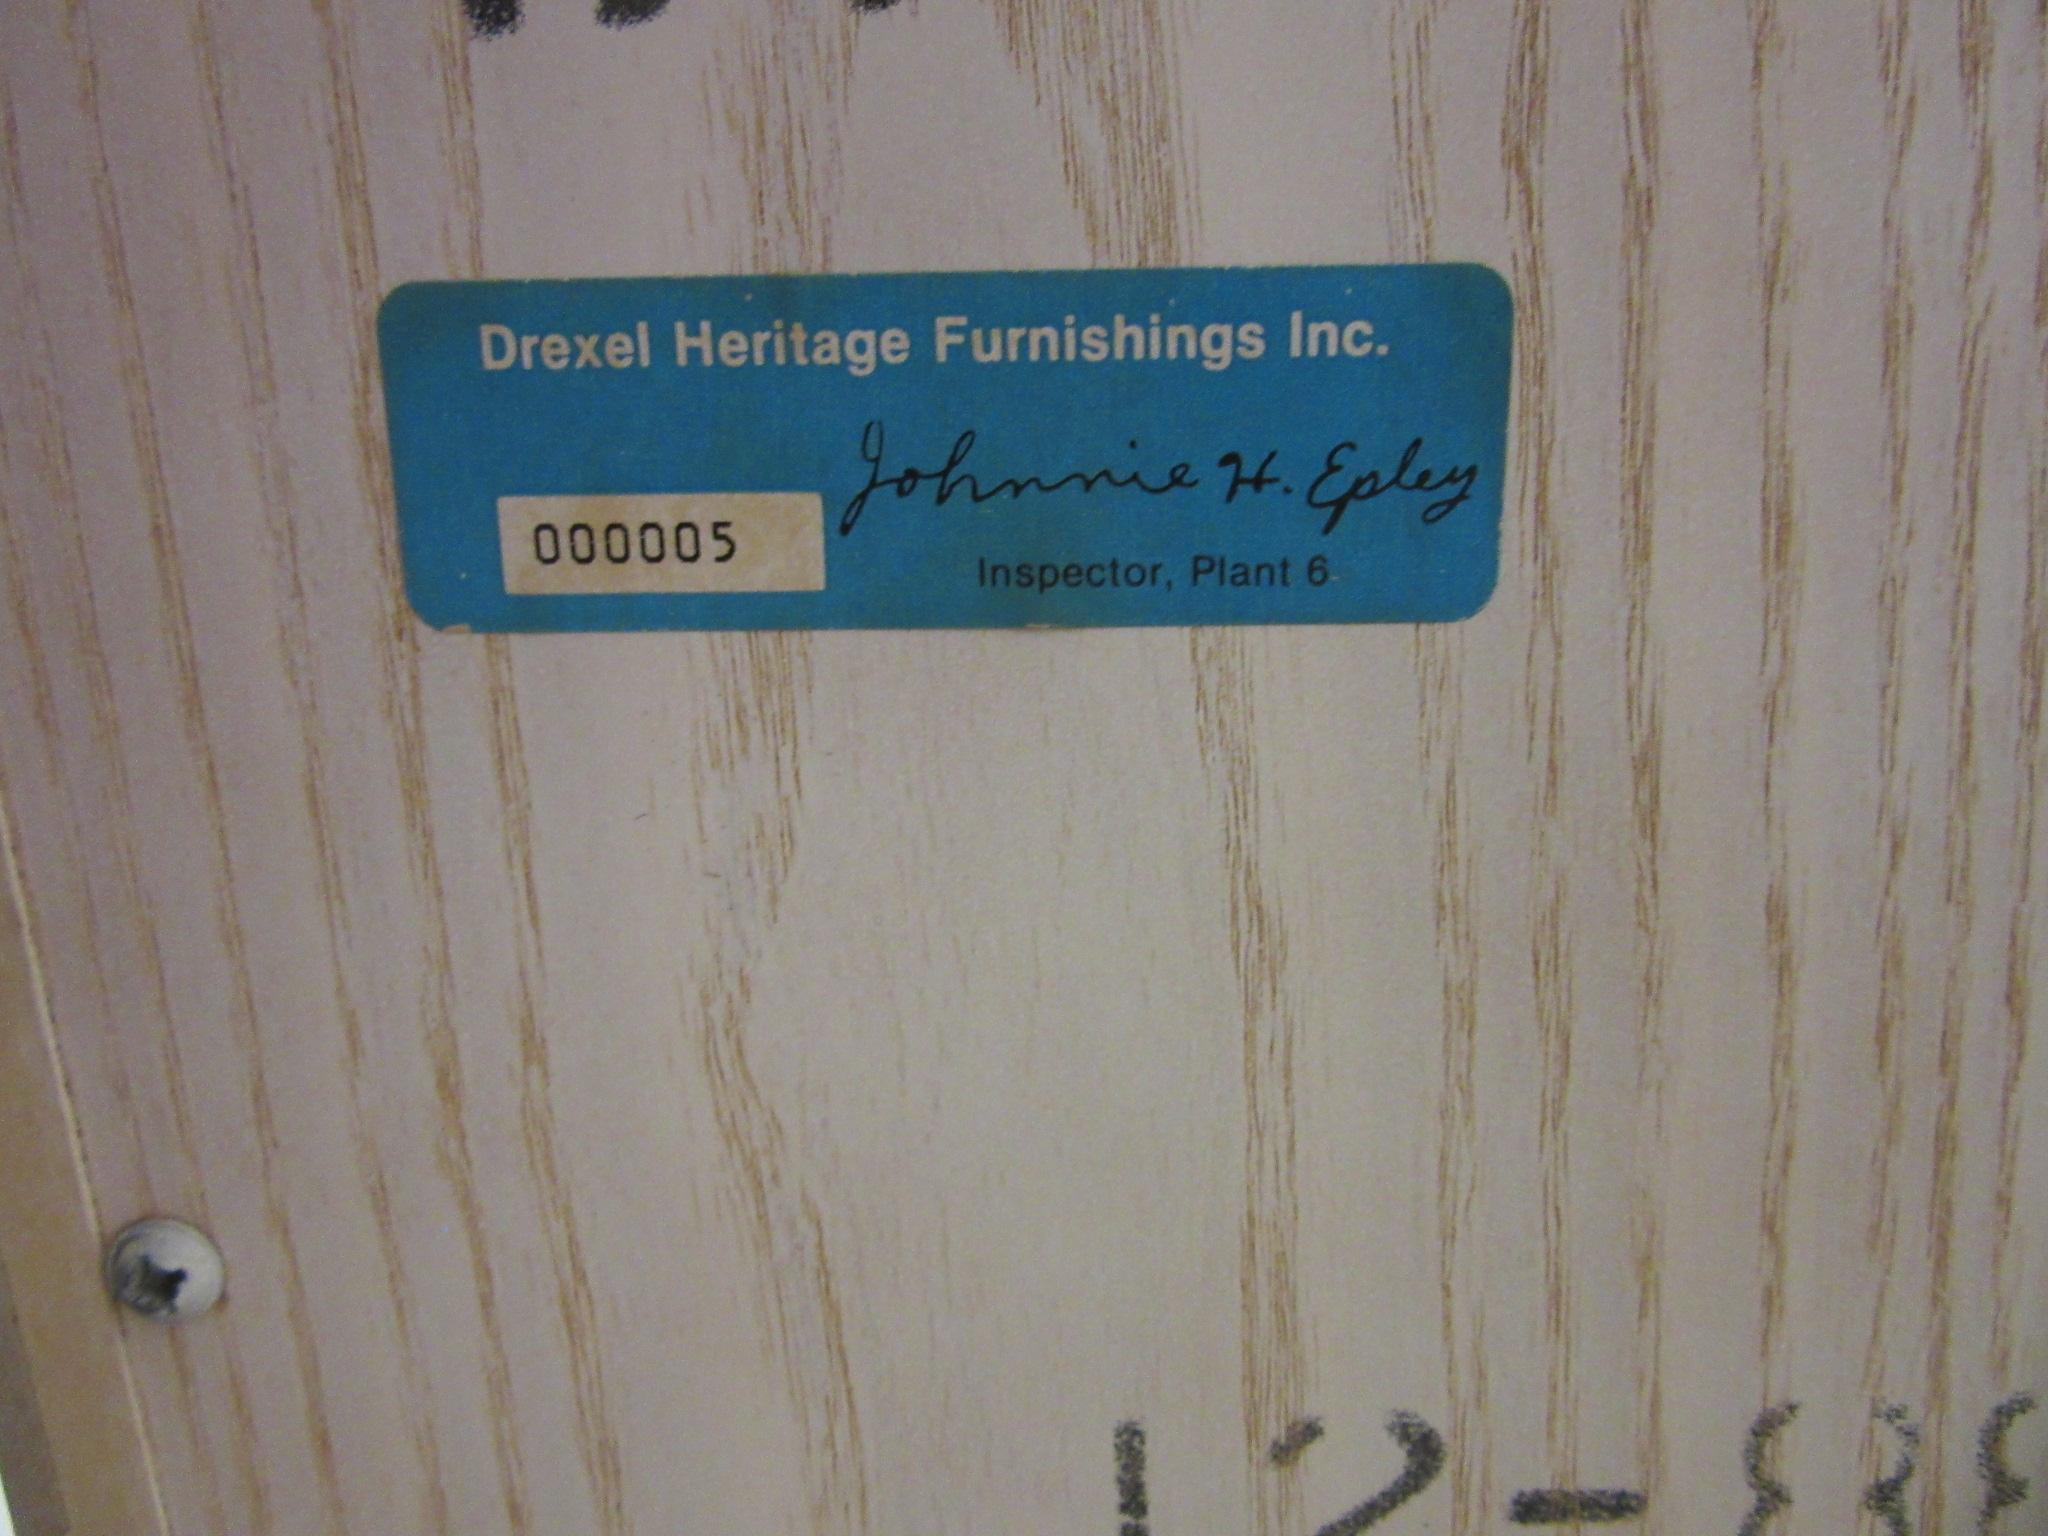 Drexel Heritage Furnishings Inc.
Johnnie H. Epley
000005
Inspector, Plant 6